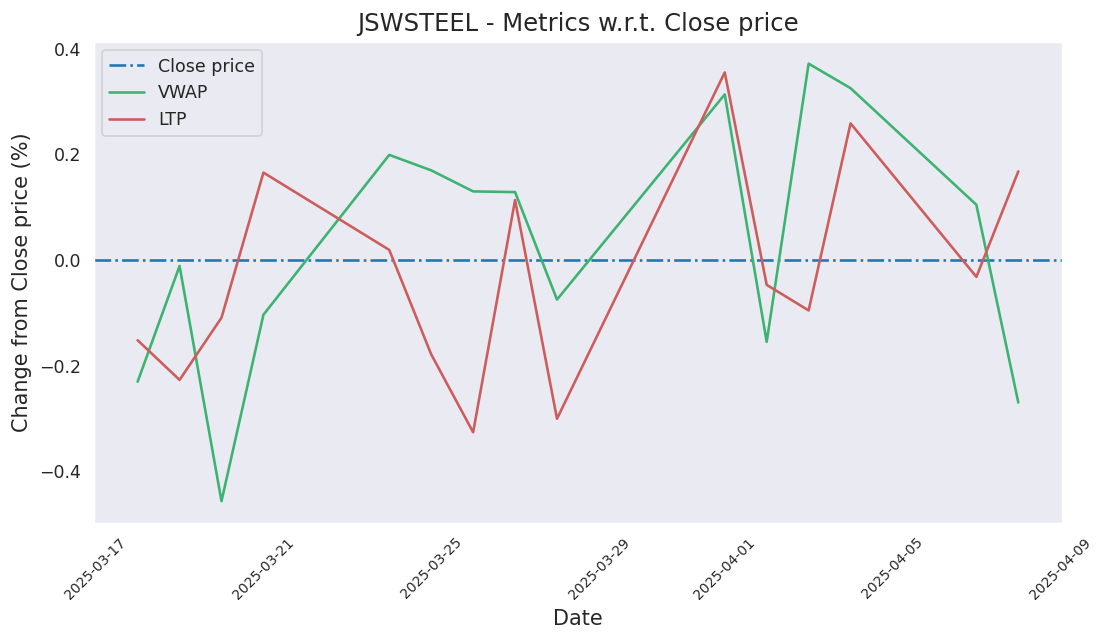 JSWSTEEL - Metrics w.r.t. Close price
Close price
VWAP
LTP
Change from Close price (%)
0.4
0.2
0.0
−0.2
−0.4
2025-03-17
2025-03-21
2025-03-25
2025-03-29
2025-04-01
2025-04-05
2025-04-09
Date